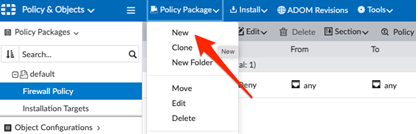 Policy & Objects
Policy Package
Install
ADOM Revisions
Tools
Policy Packages
Search...
default
Firewall Policy
Installation Targets
Object Configurations
New
Clone
New
New Folder
Move
Edit
Delete
Edit
Delete
Section
Policy
From
To
al: 1)
Deny
any
any